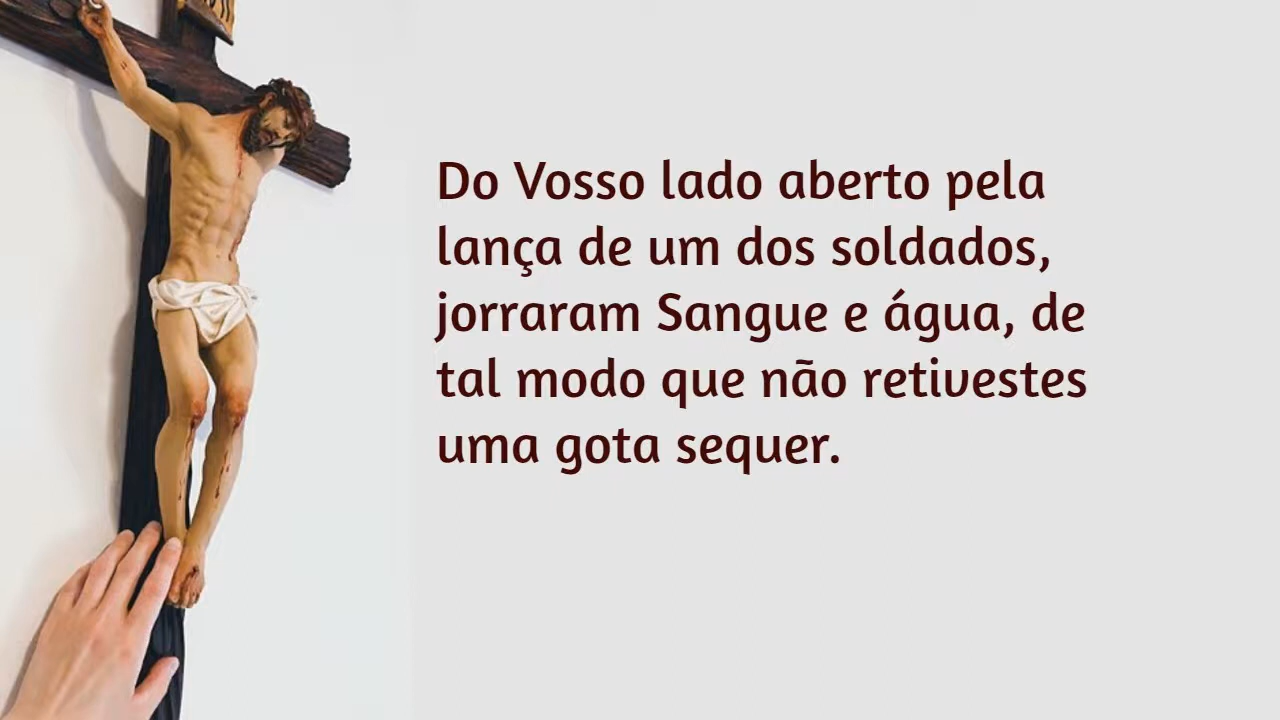 Do Vosso lado aberto pela
lança de um dos soldados,
jorraram Sangue e água, de
tal modo que não retivestes
uma gota sequer.